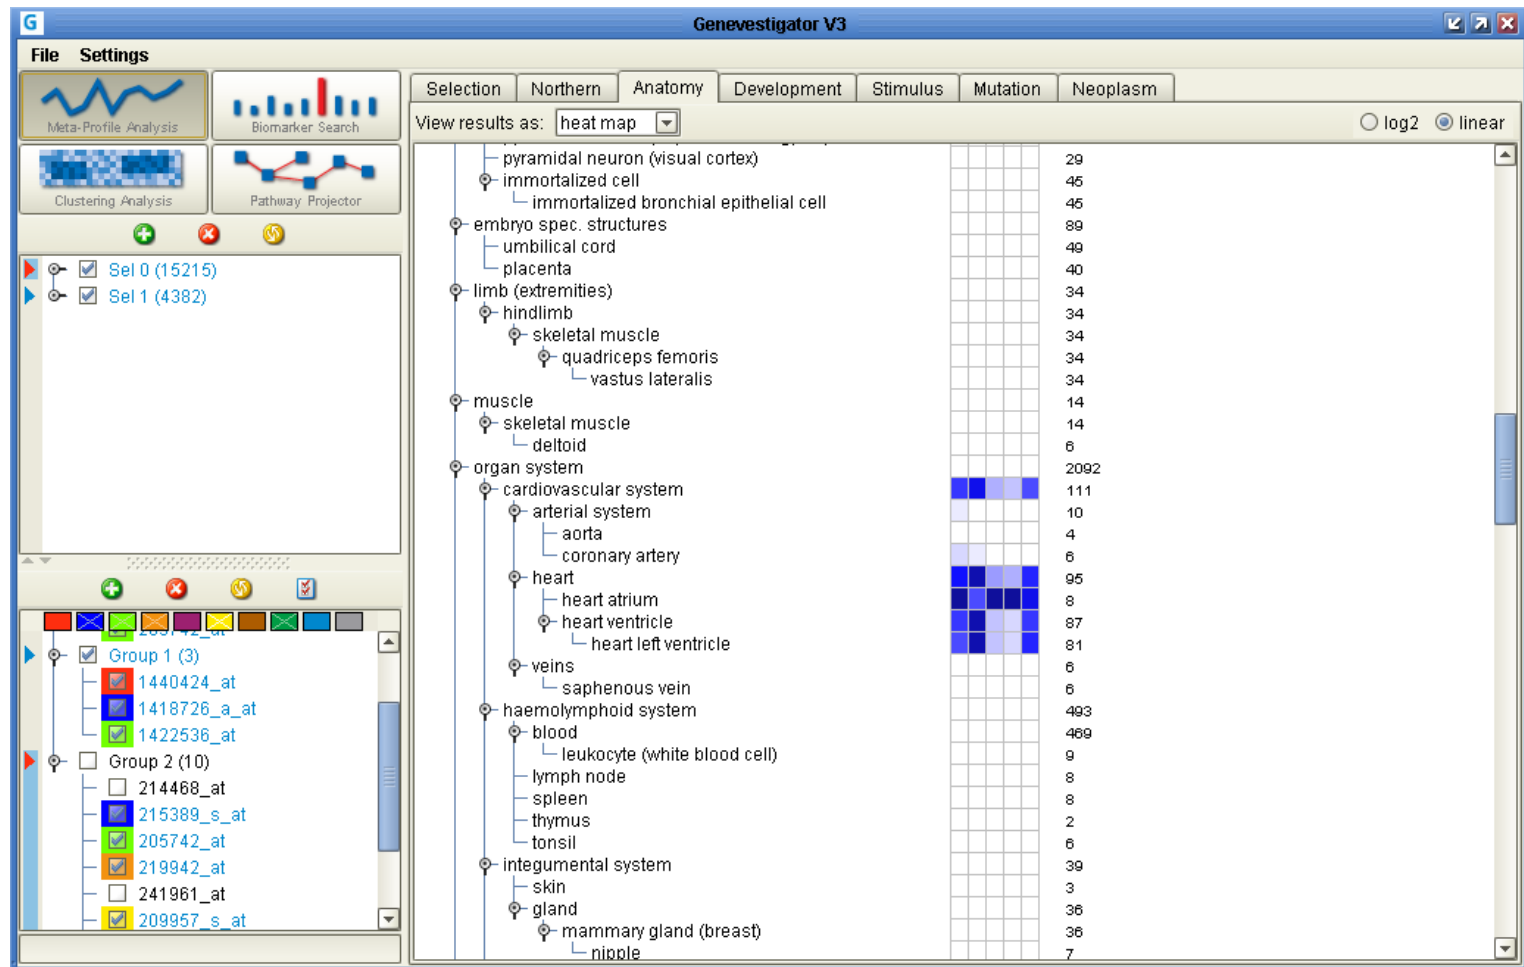 G Genevestigator V3
File Settings
Meta-Profile Analysis
Biomarker Search
Clustering Analysis
Pathway Projector
Sel 0 (15215)
Sel 1 (4382)
Group 1 (3)
1440424_at
1418726_a_at
1422536_at
Group 2 (10)
214468_at
215389_s_at
205742_at
219942_at
241961_at
209957_s_at
Selection Northern Anatomy Development Stimulus Mutation Neoplasm
View results as: heat map log2 linear
pyramidal neuron (visual cortex) 29
immortalized cell 45
immortalized bronchial epithelial cell 45
embryo spec. structures 89
umbilical cord 49
placenta 40
limb (extremities) 34
hindlimb 34
skeletal muscle 34
quadriceps femoris 34
vastus lateralis 34
muscle 14
skeletal muscle 14
deltoid 6
organ system 2092
cardiovascular system 111
arterial system 10
aorta 4
coronary artery 6
heart 95
heart atrium 8
heart ventricle 87
heart left ventricle 81
veins 6
saphenous vein 6
haemolymphoid system 493
blood 469
leukocyte (white blood cell) 9
lymph node 8
spleen 8
thymus 2
tonsil 6
integumental system 39
skin 3
gland 36
mammary gland (breast) 36
nipple 7